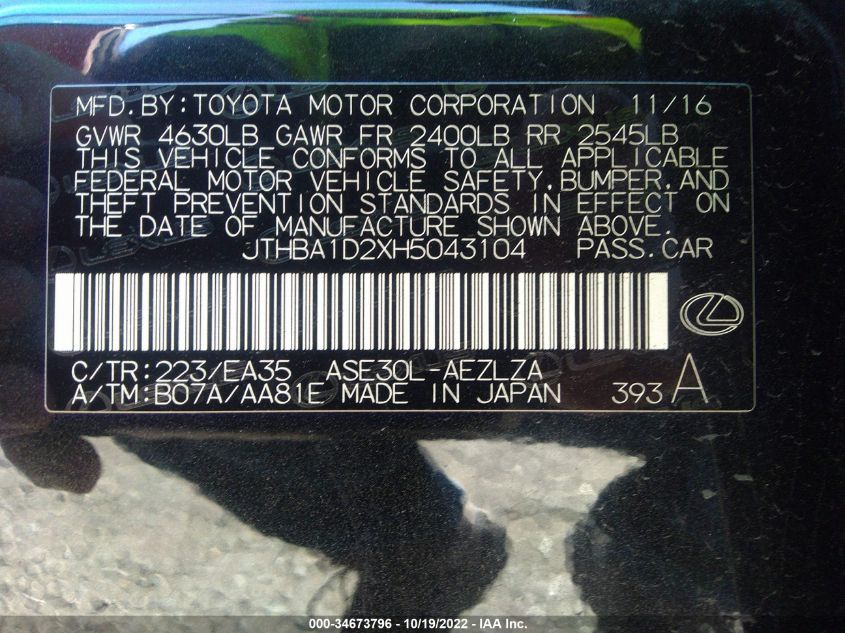 MFD.BY:TOYOTA MOTOR CORPORATION 11/16
GVWR 4630LB GAWR FR 2400LB RR 2545LB
THIS VEHICLE CONFORMS TO ALL APPLICABLE
FEDERAL MOTOR VEHICLE SAFETY,BUMPER,AND
THEFT PREVENTION STANDARDS IN EFFECT ON
THE DATE OF MANUFACTURE SHOWN ABOVE.
JTHBA1D2XH5043104 PASS.CAR
C/TR:223/EA35 ASE30L-AEZLZA
A/TM:B07A/AA81E MADE IN JAPAN 393 A
000-34673796 - 10/19/2022 - IAA Inc.